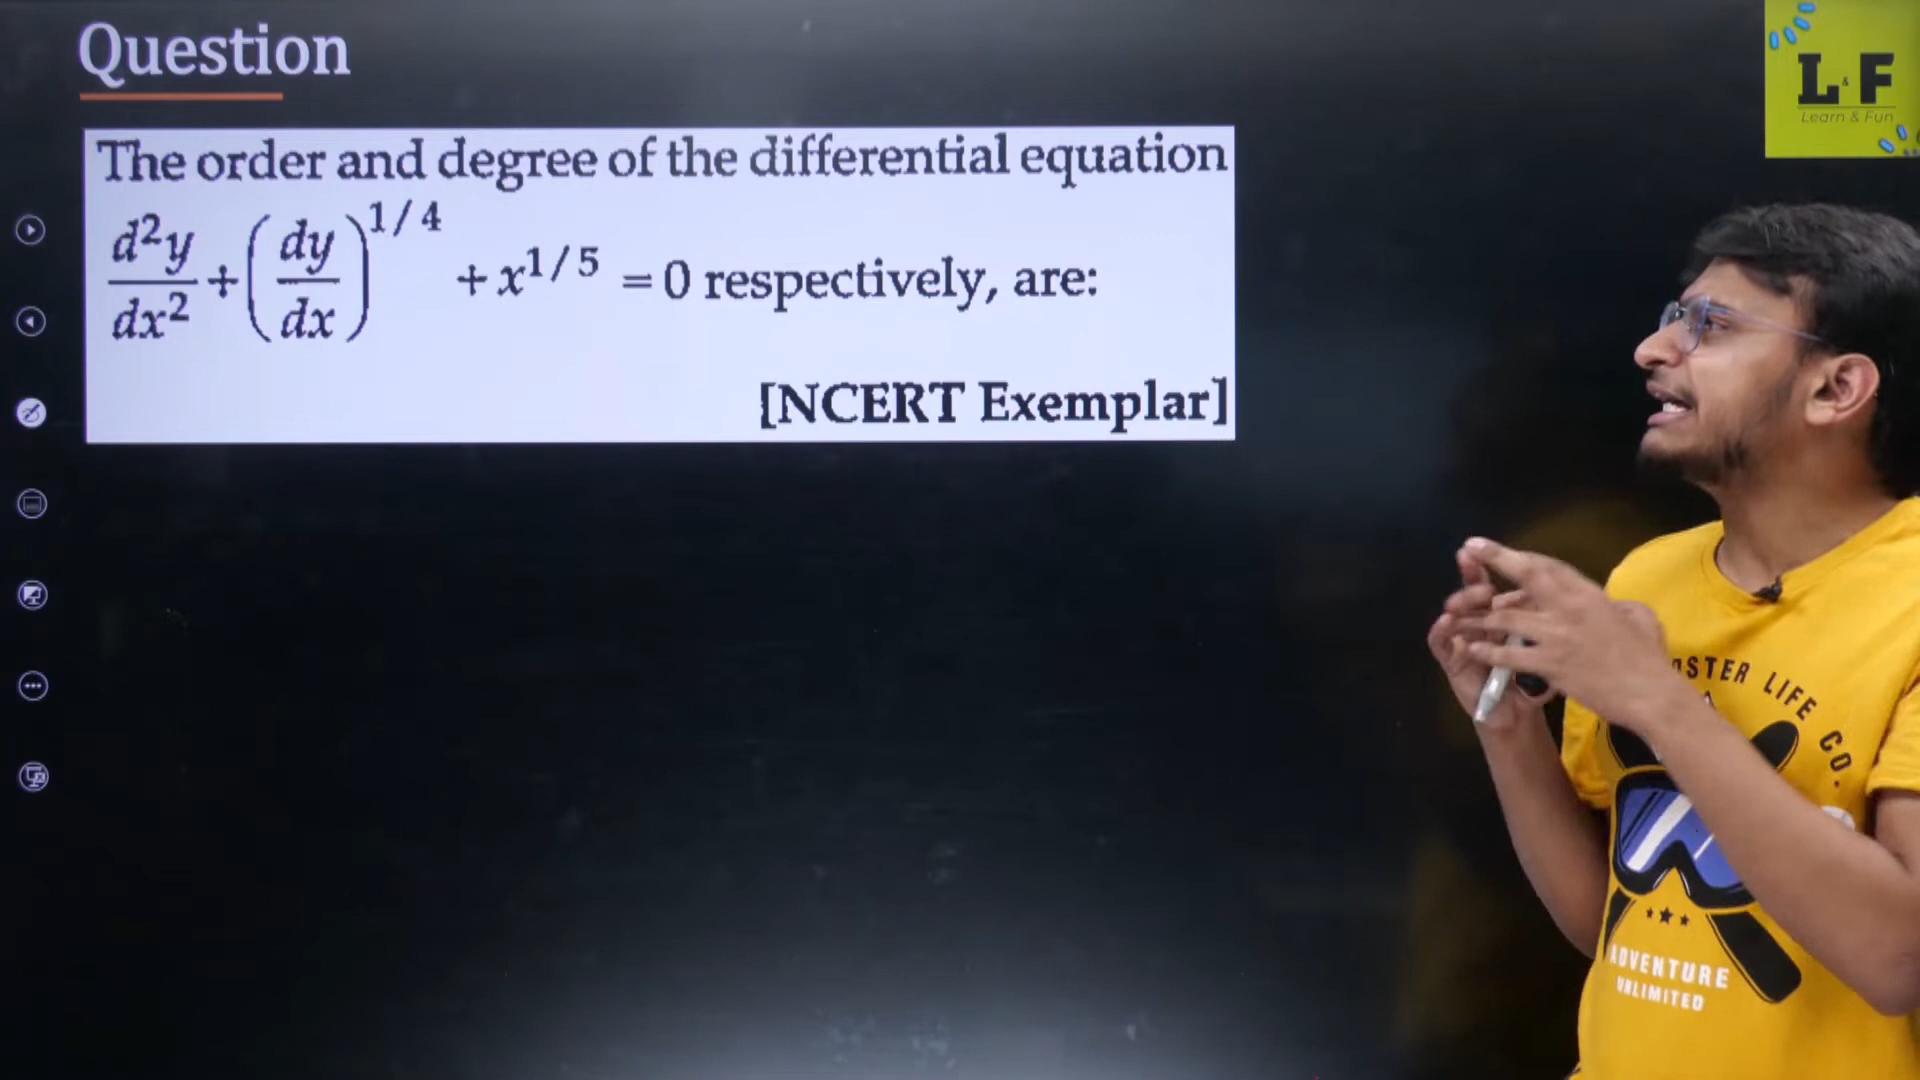 Question
The order and degree of the differential equation
d²y/dx² + (dy/dx)^1/4 + x^1/5 = 0 respectively, are:
[NCERT Exemplar]
L&F
Learn & Fun
LIFE CO.
ADVENTURE
UNLIMITED